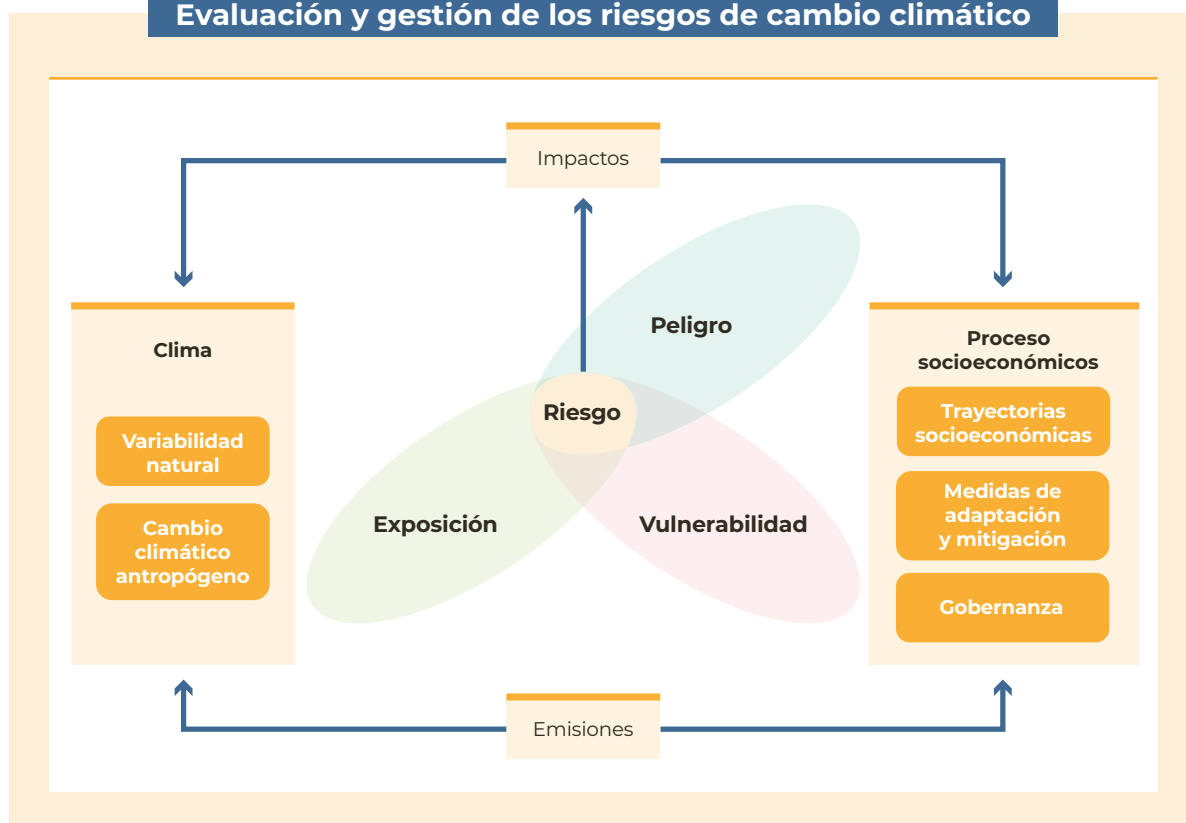 Evaluación y gestión de los riesgos de cambio climático
Impactos
Clima
Variabilidad
natural
Cambio
climático
antropógeno
Peligro
Riesgo
Exposición
Vulnerabilidad
Proceso
socioeconómicos
Trayectorias
socioeconómicas
Medidas de
adaptación
y mitigación
Gobernanza
Emisiones